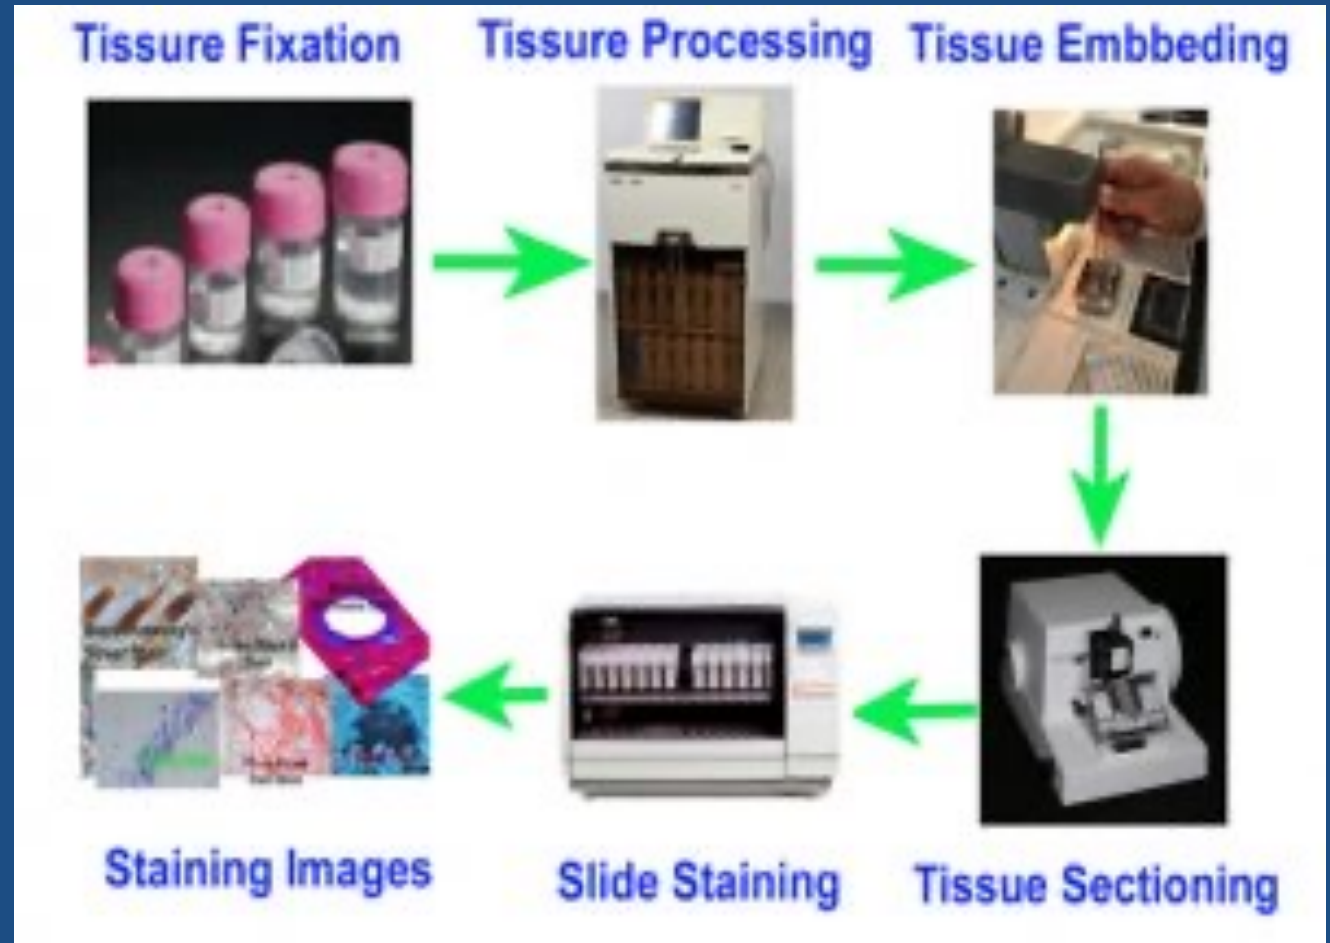 Tissure Fixation
Tissure Processing
Tissue Embbeding
Staining Images
Slide Staining
Tissue Sectioning